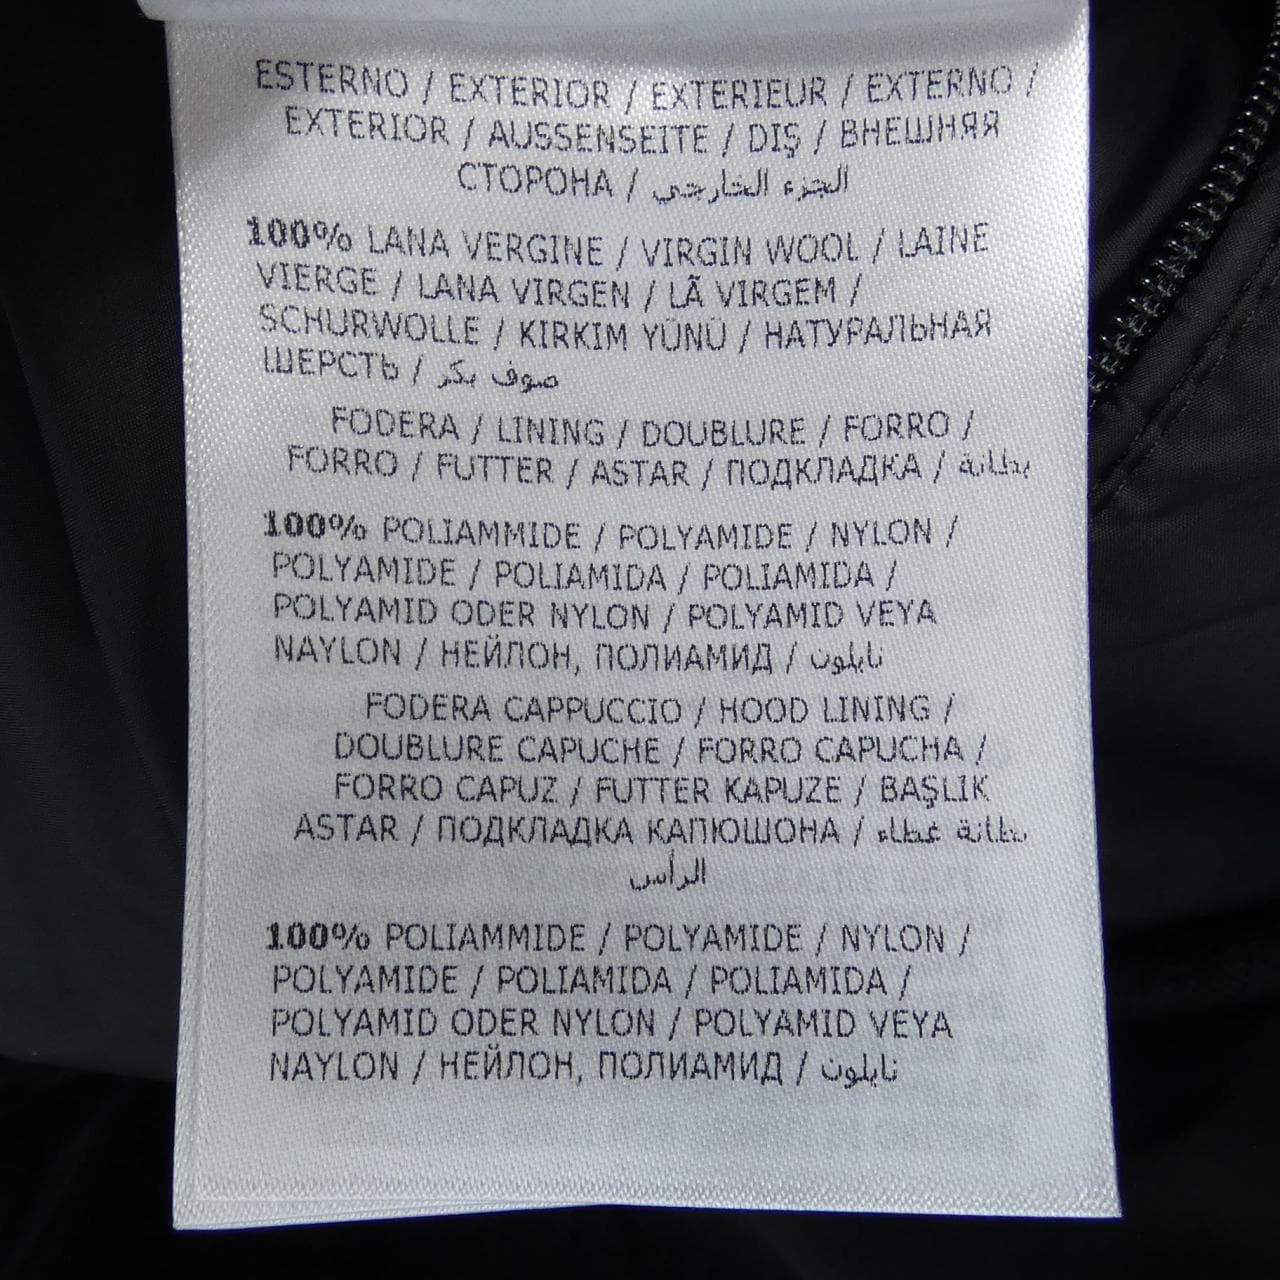 ESTERNO / EXTERIOR / EXTERIEUR / EXTERNO /
EXTERIOR / AUSSENSEITE / DIŞ / ВНЕШНЯЯ
СТОРОНА / الجزء الخارجي
100% LANA VERGINE / VIRGIN WOOL / LAINE
VIERGE / LANA VIRGEN / LÃ VIRGEM /
SCHURWOLLE / KIRKIM YÜNÜ / НАТУРАЛЬНАЯ
ШЕРСТЬ / صوف بكر
FODERA / LINING / DOUBLURE / FORRO /
FORRO / FUTTER / ASTAR / ПОДКЛАДКА / بطانة
100% POLIAMMIDE / POLYAMIDE / NYLON /
POLYAMIDE / POLIAMIDA / POLIAMIDA /
POLYAMID ODER NYLON / POLYAMID VEYA
NAYLON / НЕЙЛОН, ПОЛИАМИД / نايلون
FODERA CAPPUCCIO / HOOD LINING /
DOUBLURE CAPUCHE / FORRO CAPUCHA /
FORRO CAPUZ / FUTTER KAPUZE / BAŞLIK
ASTAR / ПОДКЛАДКА КАПЮШОНА / بطانة غطاء
الرأس
100% POLIAMMIDE / POLYAMIDE / NYLON /
POLYAMIDE / POLIAMIDA / POLIAMIDA /
POLYAMID ODER NYLON / POLYAMID VEYA
NAYLON / НЕЙЛОН, ПОЛИАМИД / نايلون